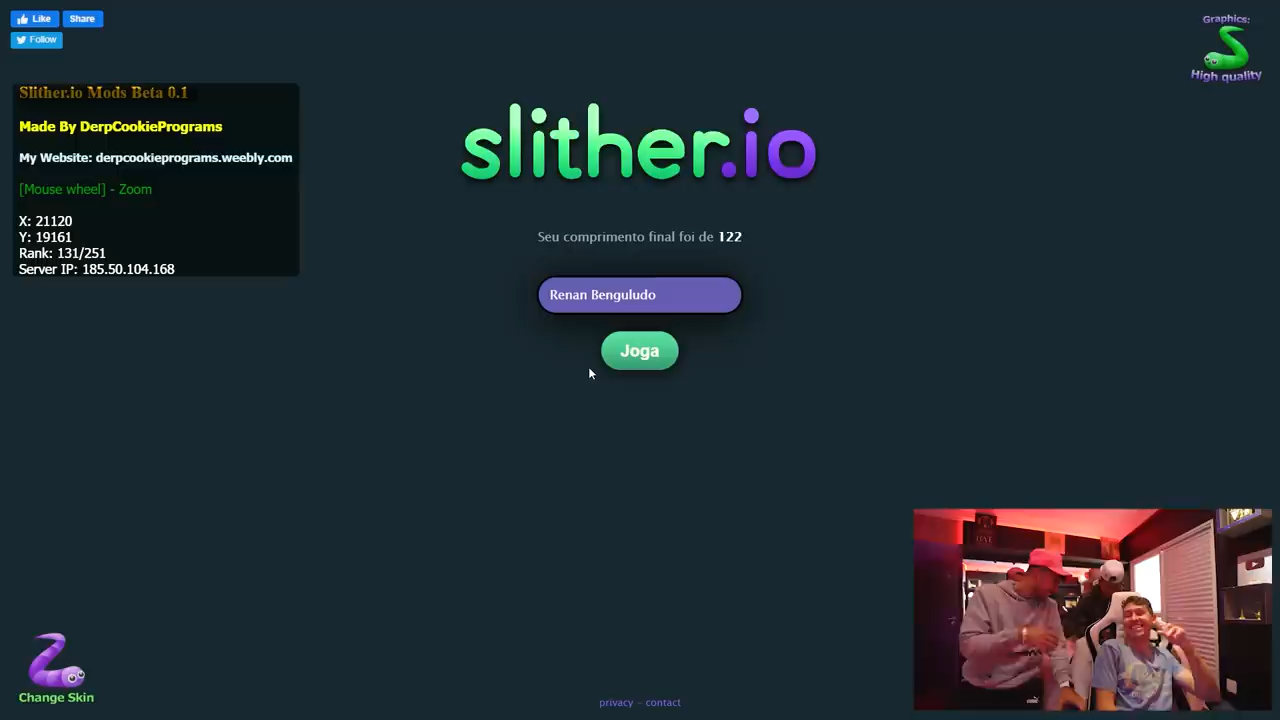 Like Share
Follow
Graphics:
High quality
Slither.io Mods Beta 0.1
Made By DerpCookiePrograms
My Website: derpcookieprograms.weebly.com
[Mouse wheel] - Zoom
X: 21120
Y: 19161
Rank: 131/251
Server IP: 185.50.104.168
slither.io
Seu comprimento final foi de 122
Renan Benguludo
Joga
Change Skin
privacy - contact